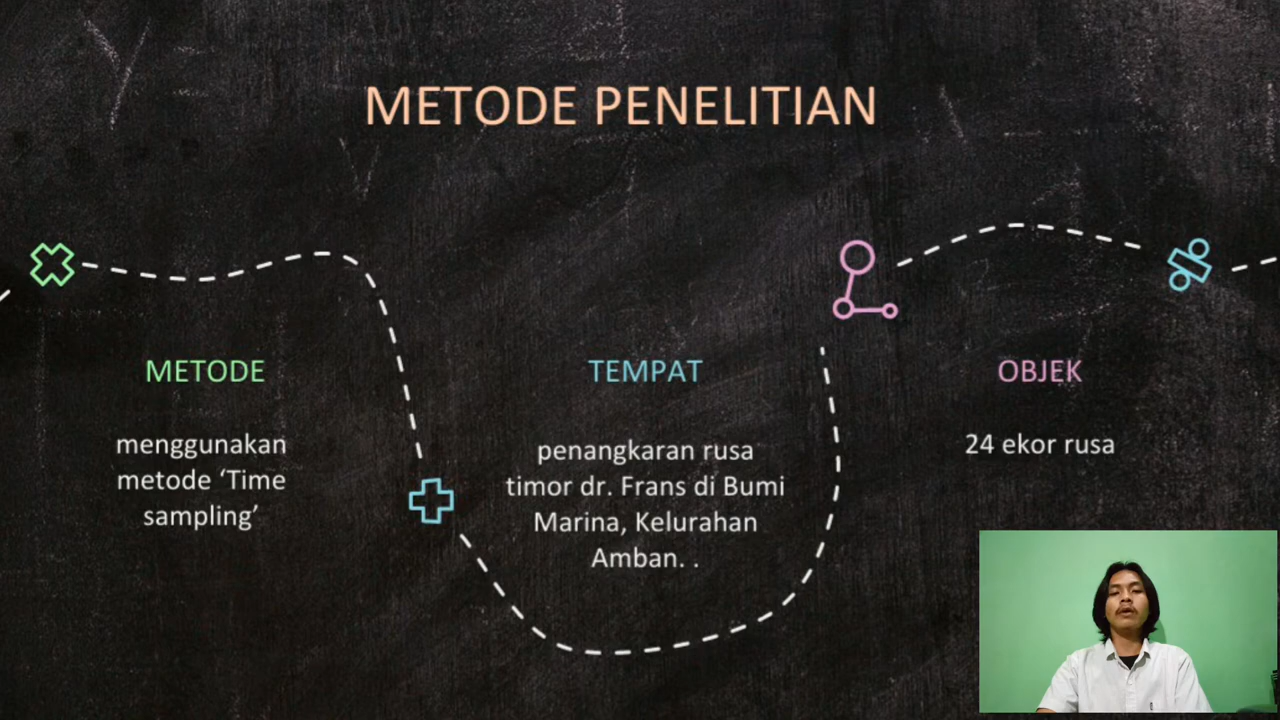 METODE PENELITIAN
METODE
menggunakan
metode ‘Time
sampling’
TEMPAT
penangkaran rusa
timor dr. Frans di Bumi
Marina, Kelurahan
Amban. .
OBJEK
24 ekor rusa